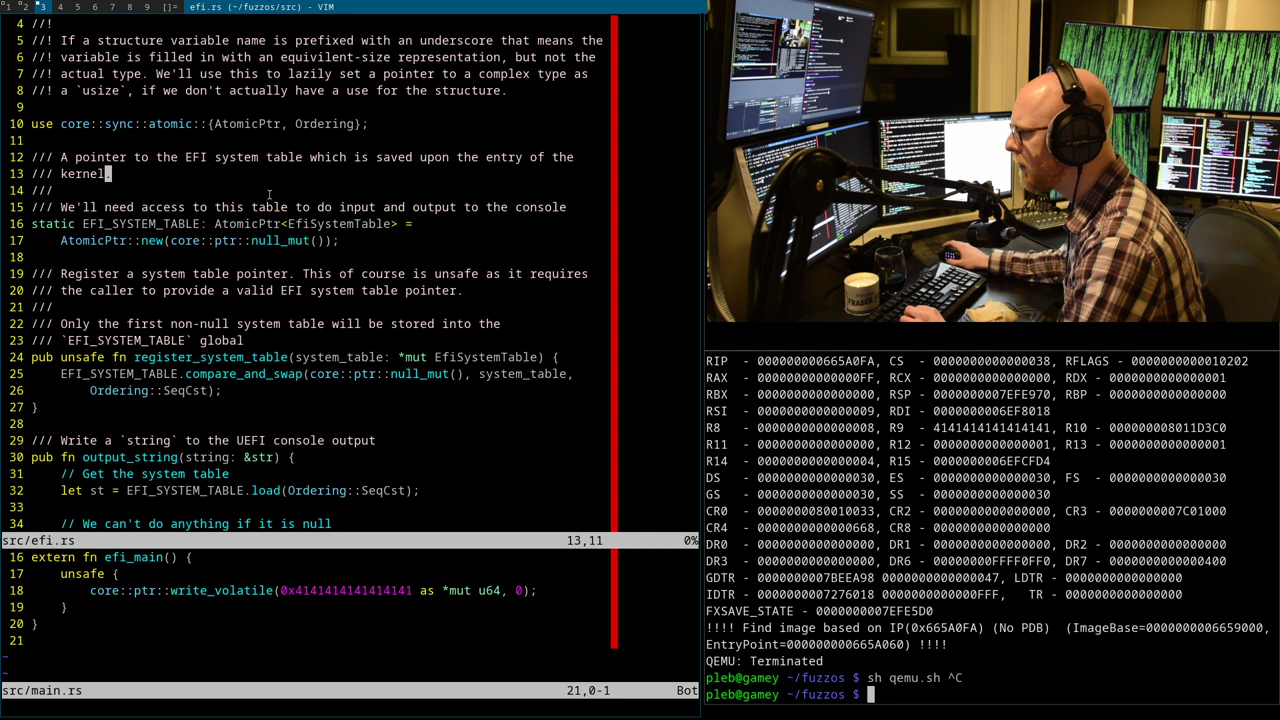 1 2 3 4 5 6 7 8 9 []= efi.rs (~/fuzzos/src) - VIM
4 //!
5 //! If a structure variable name is prefixed with an underscore that means the
6 //! variable is filled in with an equivient-size representation, but not the
7 //! actual type. We'll use this to lazily set a pointer to a complex type as
8 //! a `usize`, if we don't actually have a use for the structure.
9
10 use core::sync::atomic::{AtomicPtr, Ordering};
11
12 /// A pointer to the EFI system table which is saved upon the entry of the
13 /// kernel.
14 ///
15 /// We'll need access to this table to do input and output to the console
16 static EFI_SYSTEM_TABLE: AtomicPtr<EfiSystemTable> =
17 AtomicPtr::new(core::ptr::null_mut());
18
19 /// Register a system table pointer. This of course is unsafe as it requires
20 /// the caller to provide a valid EFI system table pointer.
21 ///
22 /// Only the first non-null system table will be stored into the
23 /// `EFI_SYSTEM_TABLE` global
24 pub unsafe fn register_system_table(system_table: *mut EfiSystemTable) {
25 EFI_SYSTEM_TABLE.compare_and_swap(core::ptr::null_mut(), system_table,
26 Ordering::SeqCst);
27 }
28
29 /// Write a `string` to the UEFI console output
30 pub fn output_string(string: &str) {
31 // Get the system table
32 let st = EFI_SYSTEM_TABLE.load(Ordering::SeqCst);
33
34 // We can't do anything if it is null
src/efi.rs 13,11 0%
16 extern fn efi_main() {
17 unsafe {
18 core::ptr::write_volatile(0x4141414141414141 as *mut u64, 0);
19 }
20 }
21
~
~
src/main.rs 21,0-1 Bot
FRASER
RIP - 000000000665A0FA, CS - 0000000000000038, RFLAGS - 0000000000010202
RAX - 00000000000000FF, RCX - 0000000000000000, RDX - 0000000000000001
RBX - 0000000000000000, RSP - 0000000007EFE970, RBP - 0000000000000000
RSI - 0000000000000009, RDI - 0000000006EF8018
R8 - 0000000000000008, R9 - 4141414141414141, R10 - 000000008011D3C0
R11 - 0000000000000000, R12 - 0000000000000001, R13 - 0000000000000001
R14 - 0000000000000004, R15 - 0000000006EFCFD4
DS - 0000000000000030, ES - 0000000000000030, FS - 0000000000000030
GS - 0000000000000030, SS - 0000000000000030
CR0 - 0000000080010033, CR2 - 0000000000000000, CR3 - 0000000007C01000
CR4 - 0000000000000668, CR8 - 0000000000000000
DR0 - 0000000000000000, DR1 - 0000000000000000, DR2 - 0000000000000000
DR3 - 0000000000000000, DR6 - 00000000FFFF0FF0, DR7 - 0000000000000400
GDTR - 0000000007BEEA98 0000000000000047, LDTR - 0000000000000000
IDTR - 0000000007276018 0000000000000FFF, TR - 0000000000000000
FXSAVE_STATE - 0000000007EFE5D0
!!!! Find image based on IP(0x665A0FA) (No PDB) (ImageBase=0000000006659000,
EntryPoint=000000000665A060) !!!!
QEMU: Terminated
pleb@gamey ~/fuzzos $ sh qemu.sh ^C
pleb@gamey ~/fuzzos $